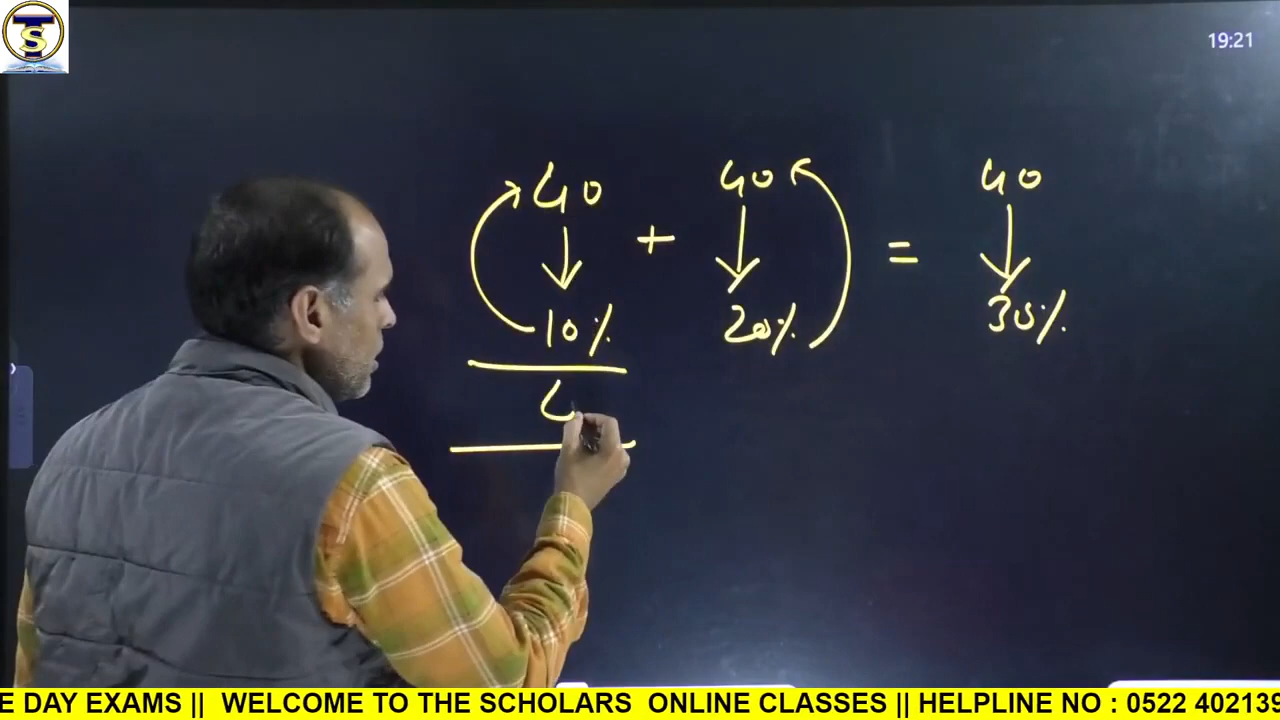 TS
19:21
40 + 40 = 40
10% 20% 30%
4
E DAY EXAMS || WELCOME TO THE SCHOLARS ONLINE CLASSES || HELPLINE NO : 0522 402139